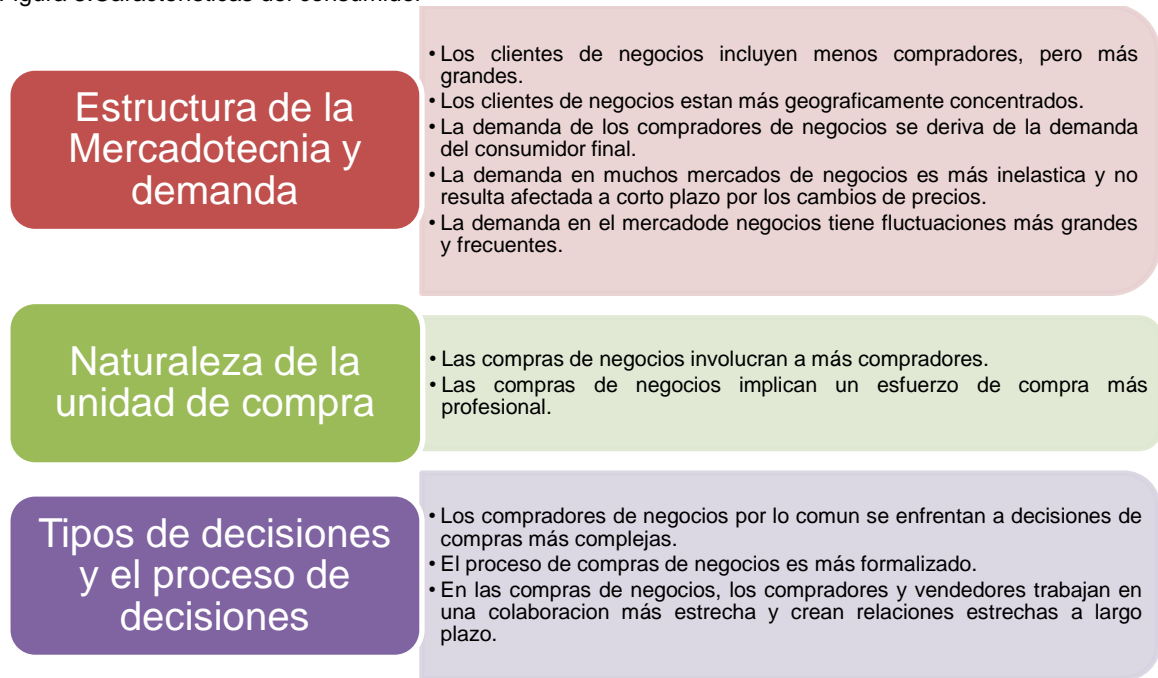 Estructura de la
Mercadotecnia y
demanda
• Los clientes de negocios incluyen menos compradores, pero más
grandes.
• Los clientes de negocios estan más geograficamente concentrados.
• La demanda de los compradores de negocios se deriva de la demanda
del consumidor final.
• La demanda en muchos mercados de negocios es más inelastica y no
resulta afectada a corto plazo por los cambios de precios.
• La demanda en el mercadode negocios tiene fluctuaciones más grandes
y frecuentes.
Naturaleza de la
unidad de compra
• Las compras de negocios involucran a más compradores.
• Las compras de negocios implican un esfuerzo de compra más
profesional.
Tipos de decisiones
y el proceso de
decisiones
• Los compradores de negocios por lo comun se enfrentan a decisiones de
compras más complejas.
• El proceso de compras de negocios es más formalizado.
• En las compras de negocios, los compradores y vendedores trabajan en
una colaboracion más estrecha y crean relaciones estrechas a largo
plazo.